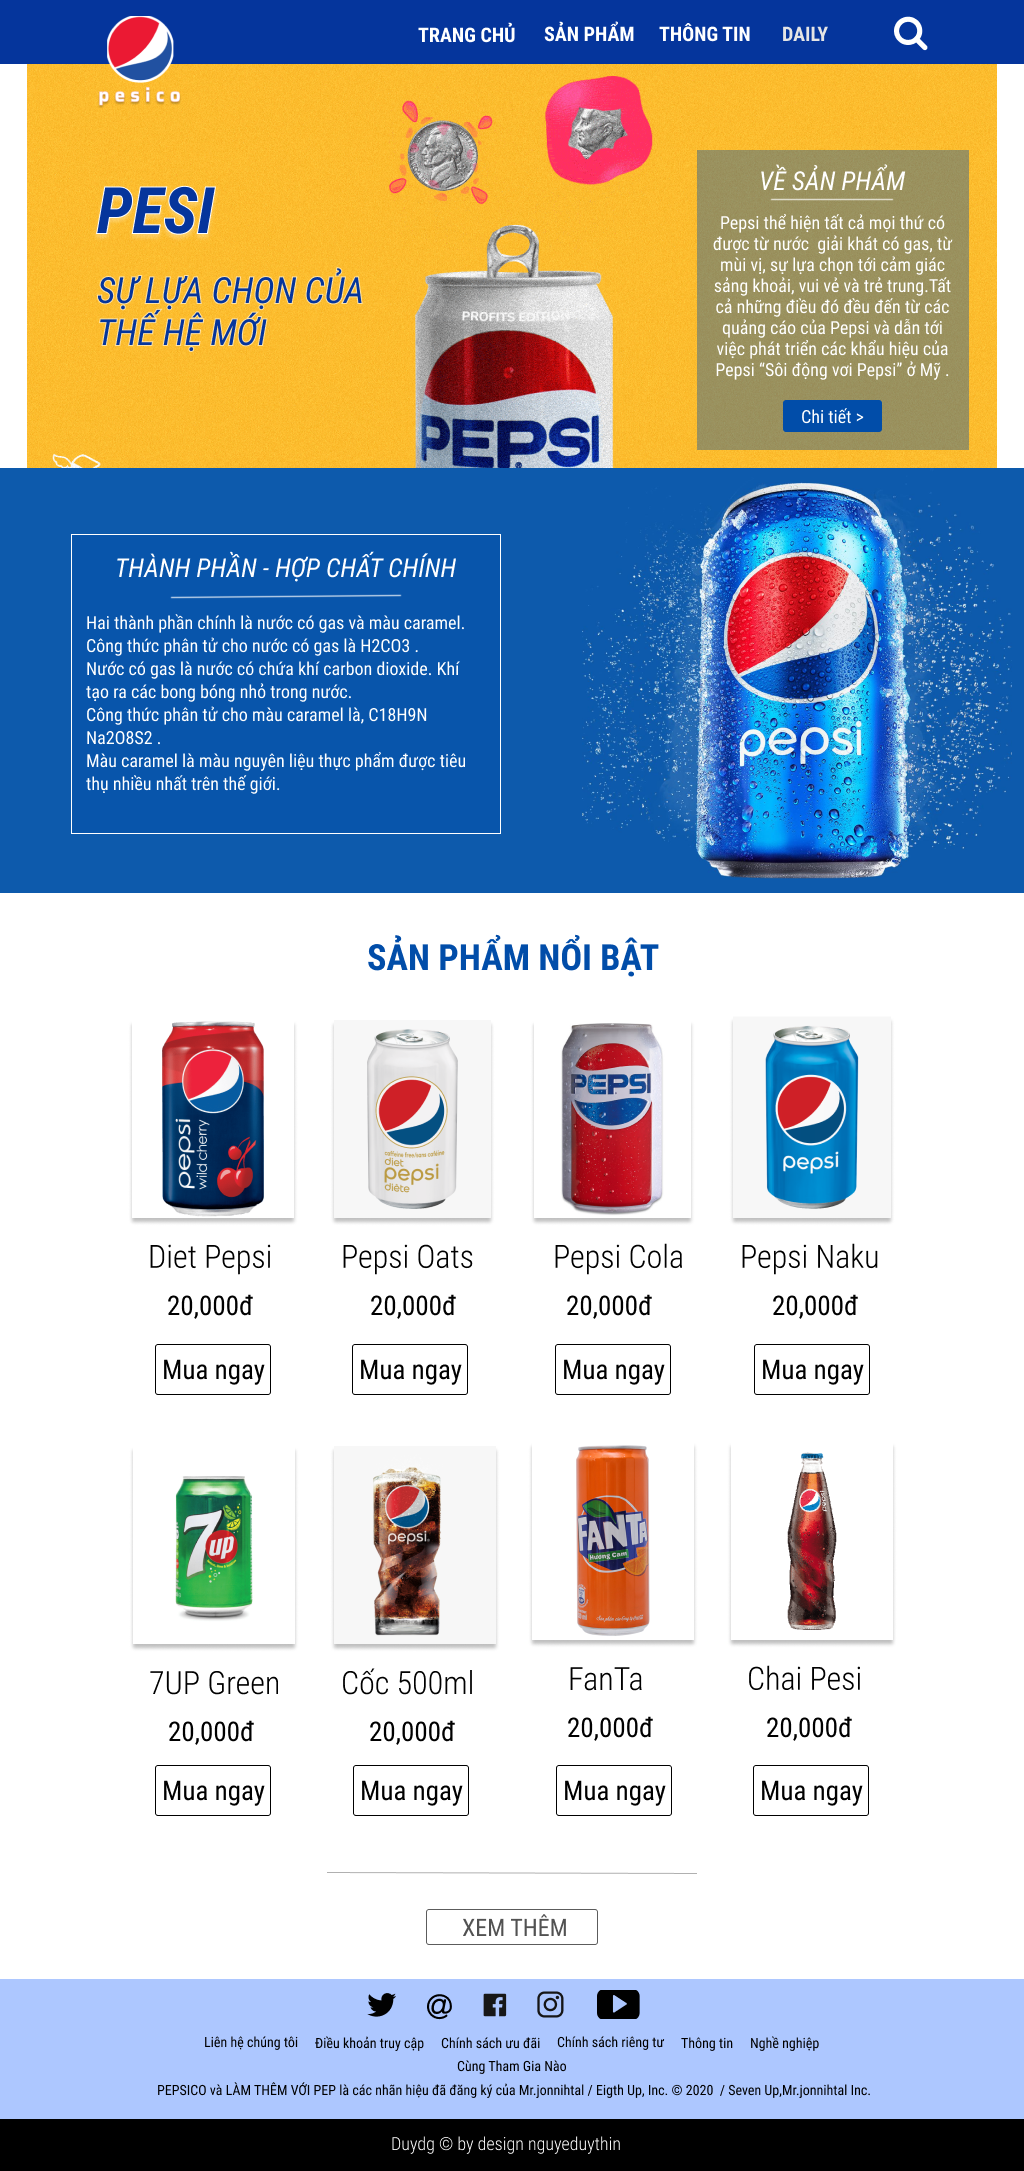 TRANG CHỦ SẢN PHẨM THÔNG TIN DAILY
pesico
PROFITS EDITION
PEPSI
PESI
SỰ LỰA CHỌN CỦA
THẾ HỆ MỚI
VỀ SẢN PHẨM
Pepsi thể hiện tất cả mọi thứ có
được từ nước giải khát có gas, từ
mùi vị, sự lựa chọn tới cảm giác
sảng khoải, vui vẻ và trẻ trung.Tất
cả những điều đó đều đến từ các
quảng cáo của Pepsi và dẫn tới
việc phát triển các khẩu hiệu của
Pepsi “Sôi động vơi Pepsi” ở Mỹ .
Chi tiết >
THÀNH PHẦN - HỢP CHẤT CHÍNH
Hai thành phần chính là nước có gas và màu caramel.
Công thức phân tử cho nước có gas là H2CO3 .
Nước có gas là nước có chứa khí carbon dioxide. Khí
tạo ra các bong bóng nhỏ trong nước.
Công thức phân tử cho màu caramel là, C18H9N
Na2O8S2 .
Màu caramel là màu nguyên liệu thực phẩm được tiêu
thụ nhiều nhất trên thế giới.
pepsi
SẢN PHẨM NỔI BẬT
pepsi
wild cherry
caffeine free/sans caféine
diet
pepsi
diète
PEPSI
pepsi
Diet Pepsi Pepsi Oats Pepsi Cola Pepsi Naku
20,000đ 20,000đ 20,000đ 20,000đ
Mua ngay Mua ngay Mua ngay Mua ngay
7up
pepsi
FANTA
Hương Cam
pepsi
7UP Green Cốc 500ml FanTa Chai Pesi
20,000đ 20,000đ 20,000đ 20,000đ
Mua ngay Mua ngay Mua ngay Mua ngay
XEM THÊM
Liên hệ chúng tôi Điều khoản truy cập Chính sách ưu đãi Chính sách riêng tư Thông tin Nghề nghiệp
Cùng Tham Gia Nào
PEPSICO và LÀM THÊM VỚI PEP là các nhãn hiệu đã đăng ký của Mr.jonnihtal / Eigth Up, Inc. © 2020 / Seven Up,Mr.jonnihtal Inc.
Duydg © by design nguyeduythin